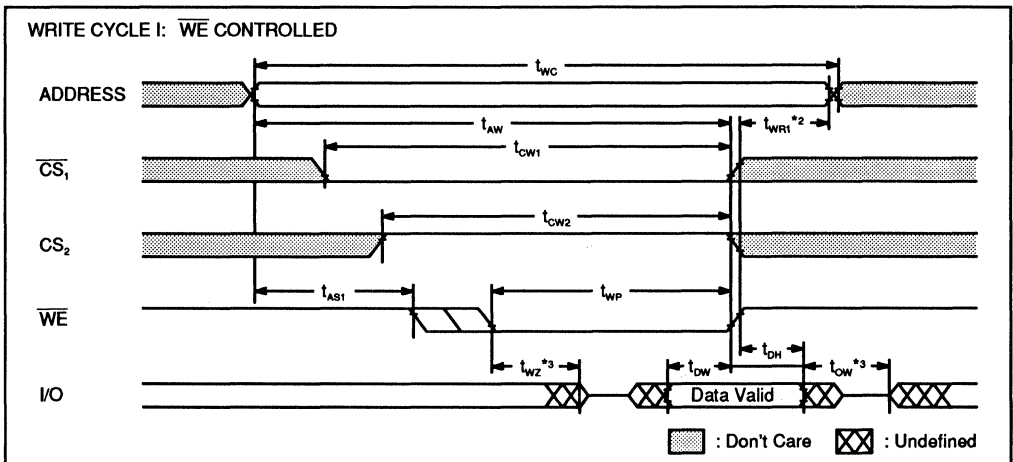 WRITE CYCLE I: WE CONTROLLED
tWC
ADDRESS
tAW
tWR1*2
CS1
tCW1
CS2
tCW2
tAS1
tWP
WE
tWZ*3
tDW
tDH
tOW*3
I/O
Data Valid
: Don't Care
: Undefined